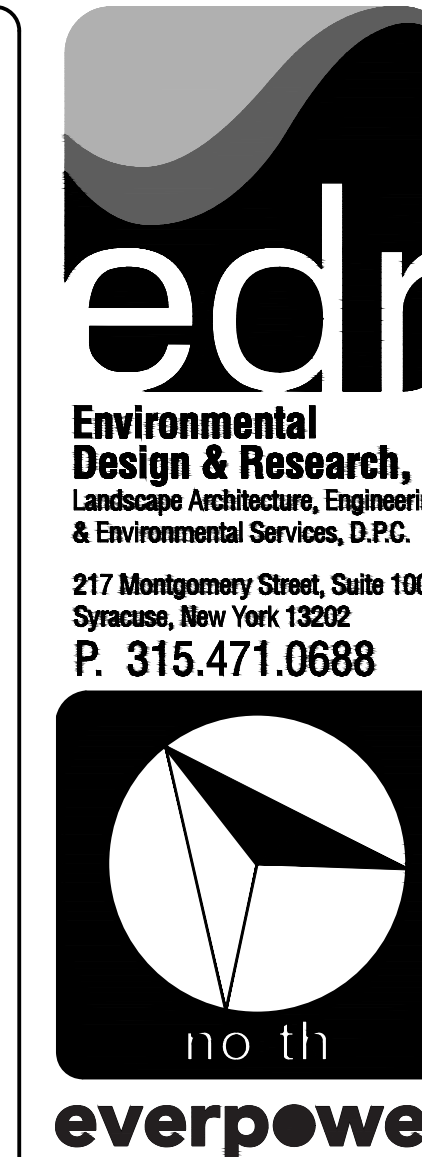 edr
Environmental
Design & Research,
Landscape Architecture, Engineerin
& Environmental Services, D.P.C.
217 Montgomery Street, Suite 100
Syracuse, New York 13202
P. 315.471.0688
no th
everpowe